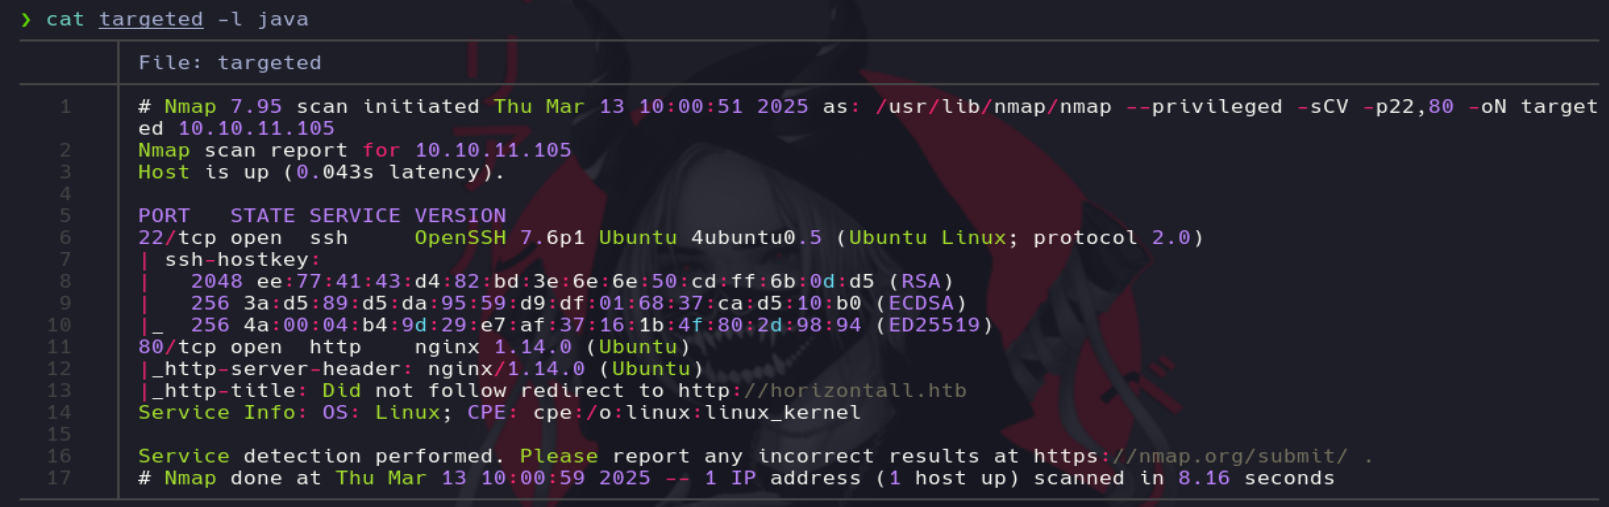 ❯ cat targeted -l java
File: targeted
1 # Nmap 7.95 scan initiated Thu Mar 13 10:00:51 2025 as: /usr/lib/nmap/nmap --privileged -sCV -p22,80 -oN target
ed 10.10.11.105
2 Nmap scan report for 10.10.11.105
3 Host is up (0.043s latency).
4
5 PORT   STATE SERVICE VERSION
6 22/tcp open  ssh     OpenSSH 7.6p1 Ubuntu 4ubuntu0.5 (Ubuntu Linux; protocol 2.0)
7 | ssh-hostkey:
8 |   2048 ee:77:41:43:d4:82:bd:3e:6e:6e:50:cd:ff:6b:0d:d5 (RSA)
9 |   256 3a:d5:89:d5:da:95:59:d9:df:01:68:37:ca:d5:10:b0 (ECDSA)
10 |_  256 4a:00:04:b4:9d:29:e7:af:37:16:1b:4f:80:2d:98:94 (ED25519)
11 80/tcp open  http    nginx 1.14.0 (Ubuntu)
12 |_http-server-header: nginx/1.14.0 (Ubuntu)
13 |_http-title: Did not follow redirect to http://horizontall.htb
14 Service Info: OS: Linux; CPE: cpe:/o:linux:linux_kernel
15
16 Service detection performed. Please report any incorrect results at https://nmap.org/submit/ .
17 # Nmap done at Thu Mar 13 10:00:59 2025 -- 1 IP address (1 host up) scanned in 8.16 seconds